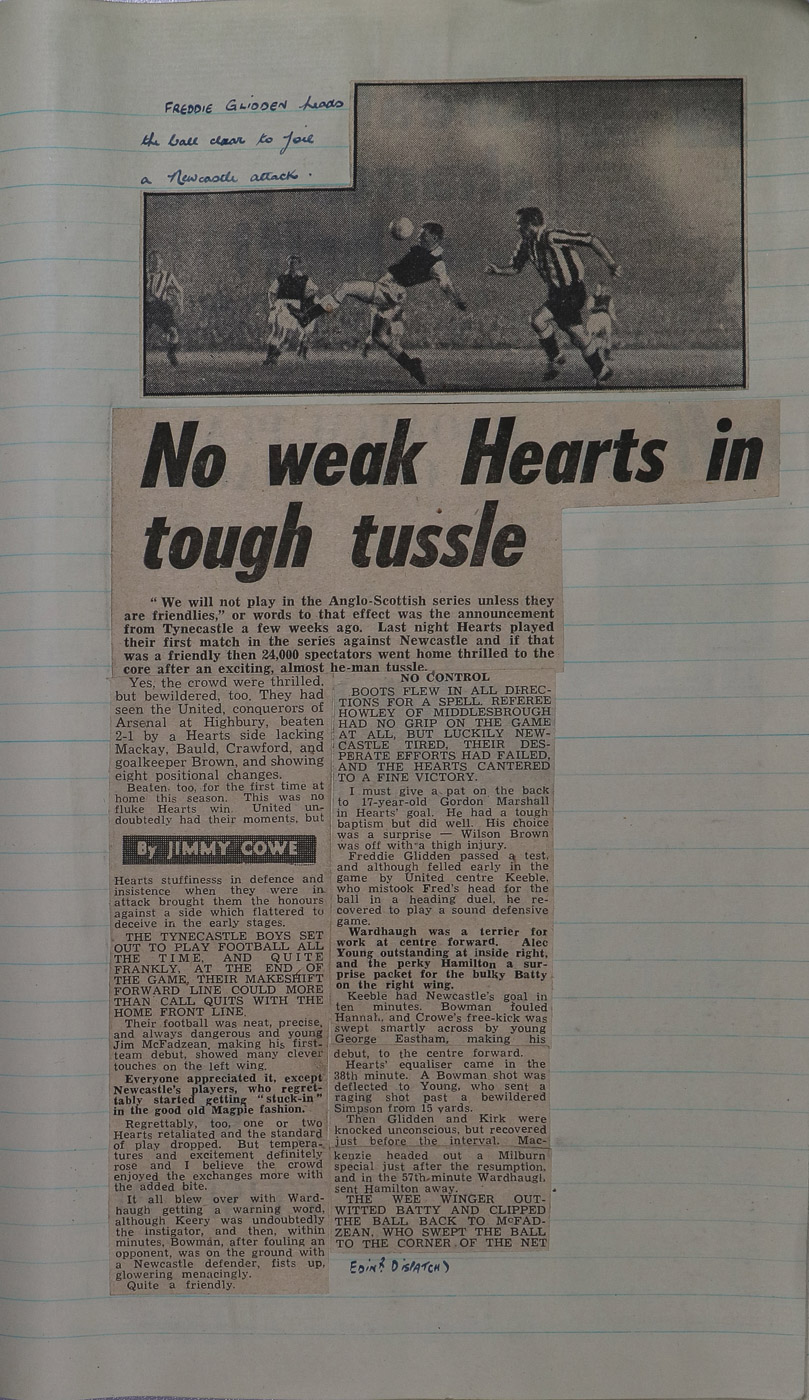 FREDDIE GLIDDEN heads
the ball clear to foil
a Newcastle attack.
No weak Hearts in
tough tussle
" We will not play in the Anglo-Scottish series unless they
are friendlies," or words to that effect was the announcement
from Tynecastle a few weeks ago. Last night Hearts played
their first match in the series against Newcastle and if that
was a friendly then 24,000 spectators went home thrilled to the
core after an exciting, almost he-man tussle.
Yes, the crowd were thrilled,
but bewildered, too. They had
seen the United, conquerors of
Arsenal at Highbury, beaten
2-1 by a Hearts side lacking
Mackay, Bauld, Crawford, and
goalkeeper Brown, and showing
eight positional changes.
Beaten, too, for the first time at
home this season. This was no
fluke Hearts win. United un-
doubtedly had their moments, but
By JIMMY COWE
Hearts stuffinesss in defence and
insistence when they were in
attack brought them the honours
against a side which flattered to
deceive in the early stages.
THE TYNECASTLE BOYS SET
OUT TO PLAY FOOTBALL ALL
THE TIME, AND QUITE
FRANKLY, AT THE END OF
THE GAME, THEIR MAKESHIFT
FORWARD LINE COULD MORE
THAN CALL QUITS WITH THE
HOME FRONT LINE.
Their football was neat, precise,
and always dangerous and young
Jim McFadzean, making his first-
team debut, showed many clever
touches on the left wing.
Everyone appreciated it, except
Newcastle's players, who regret-
tably started getting "stuck-in"
in the good old Magpie fashion.
Regrettably, too, one or two
Hearts retaliated and the standard
of play dropped. But tempera-
tures and excitement definitely
rose and I believe the crowd
enjoyed the exchanges more with
the added bite.
It all blew over with Ward-
haugh getting a warning word,
although Keery was undoubtedly
the instigator, and then, within
minutes, Bowman, after fouling an
opponent, was on the ground with
a Newcastle defender, fists up,
glowering menacingly.
Quite a friendly.
NO CONTROL
BOOTS FLEW IN ALL DIREC-
TIONS FOR A SPELL. REFEREE
HOWLEY OF MIDDLESBROUGH
HAD NO GRIP ON THE GAME
AT ALL, BUT LUCKILY NEW-
CASTLE TIRED, THEIR DES-
PERATE EFFORTS HAD FAILED,
AND THE HEARTS CANTERED
TO A FINE VICTORY.
I must give a pat on the back
to 17-year-old Gordon Marshall
in Hearts' goal. He had a tough
baptism but did well. His choice
was a surprise — Wilson Brown
was off with a thigh injury.
Freddie Glidden passed a test,
and although felled early in the
game by United centre Keeble,
who mistook Fred's head for the
ball in a heading duel, he re-
covered to play a sound defensive
game.
Wardhaugh was a terrier for
work at centre forward. Alec
Young outstanding at inside right,
and the perky Hamilton a sur-
prise packet for the bulky Batty
on the right wing.
Keeble had Newcastle's goal in
ten minutes. Bowman fouled
Hannah, and Crowe's free-kick was
swept smartly across by young
George Eastham, making his
debut, to the centre forward.
Hearts' equaliser came in the
38th minute. A Bowman shot was
deflected to Young, who sent a
raging shot past a bewildered
Simpson from 15 yards.
Then Glidden and Kirk were
knocked unconscious, but recovered
just before the interval. Mac-
kenzie headed out a Milburn
special just after the resumption,
and in the 57th-minute Wardhaugh
sent Hamilton away.
THE WEE WINGER OUT-
WITTED BATTY AND CLIPPED
THE BALL BACK TO McFAD-
ZEAN, WHO SWEPT THE BALL
TO THE CORNER OF THE NET